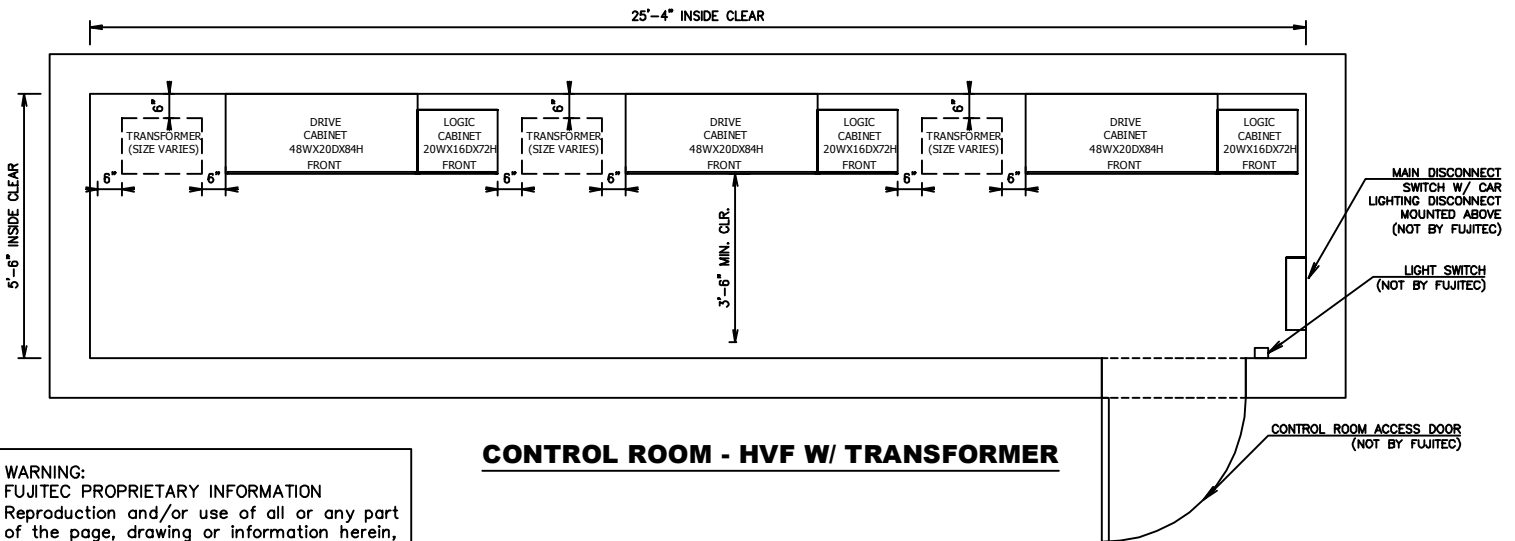 25'-4" INSIDE CLEAR
5'-6" INSIDE CLEAR
6"
6"
6"
TRANSFORMER
(SIZE VARIES)
6"
6"
DRIVE
CABINET
48WX20DX84H
FRONT
LOGIC
CABINET
20WX16DX72H
FRONT
TRANSFORMER
(SIZE VARIES)
6"
6"
DRIVE
CABINET
48WX20DX84H
FRONT
LOGIC
CABINET
20WX16DX72H
FRONT
TRANSFORMER
(SIZE VARIES)
6"
6"
DRIVE
CABINET
48WX20DX84H
FRONT
LOGIC
CABINET
20WX16DX72H
FRONT
3'-6" MIN. CLR.
MAIN DISCONNECT
SWITCH W/ CAR
LIGHTING DISCONNECT
MOUNTED ABOVE
(NOT BY FUJITEC)
LIGHT SWITCH
(NOT BY FUJITEC)
CONTROL ROOM ACCESS DOOR
(NOT BY FUJITEC)
CONTROL ROOM - HVF W/ TRANSFORMER
WARNING:
FUJITEC PROPRIETARY INFORMATION
Reproduction and/or use of all or any part
of the page, drawing or information herein,